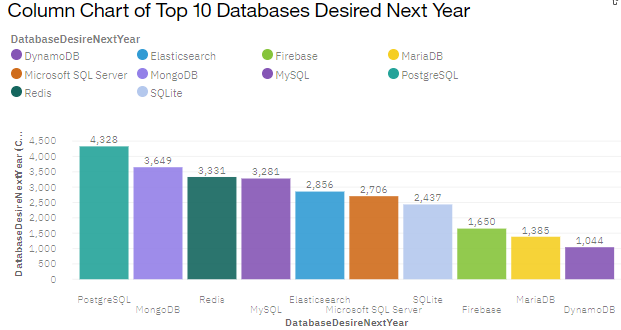 Column Chart of Top 10 Databases Desired Next Year
DatabaseDesireNextYear
DynamoDB Elasticsearch Firebase MariaDB
Microsoft SQL Server MongoDB MySQL PostgreSQL
Redis SQLite
DatabaseDesireNextYear (C...
4,500
4,000
3,500
3,000
2,500
2,000
1,500
1,000
500
0
4,328
3,649
3,331
3,281
2,856
2,706
2,437
1,650
1,385
1,044
PostgreSQL
MongoDB
Redis
MySQL
Elasticsearch
Microsoft SQL Server
SQLite
Firebase
MariaDB
DynamoDB
DatabaseDesireNextYear